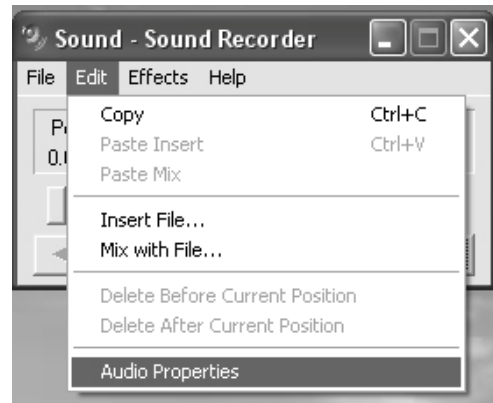 Sound - Sound Recorder
File Edit Effects Help
Copy Ctrl+C
Paste Insert Ctrl+V
Paste Mix
Insert File...
Mix with File...
Delete Before Current Position
Delete After Current Position
Audio Properties